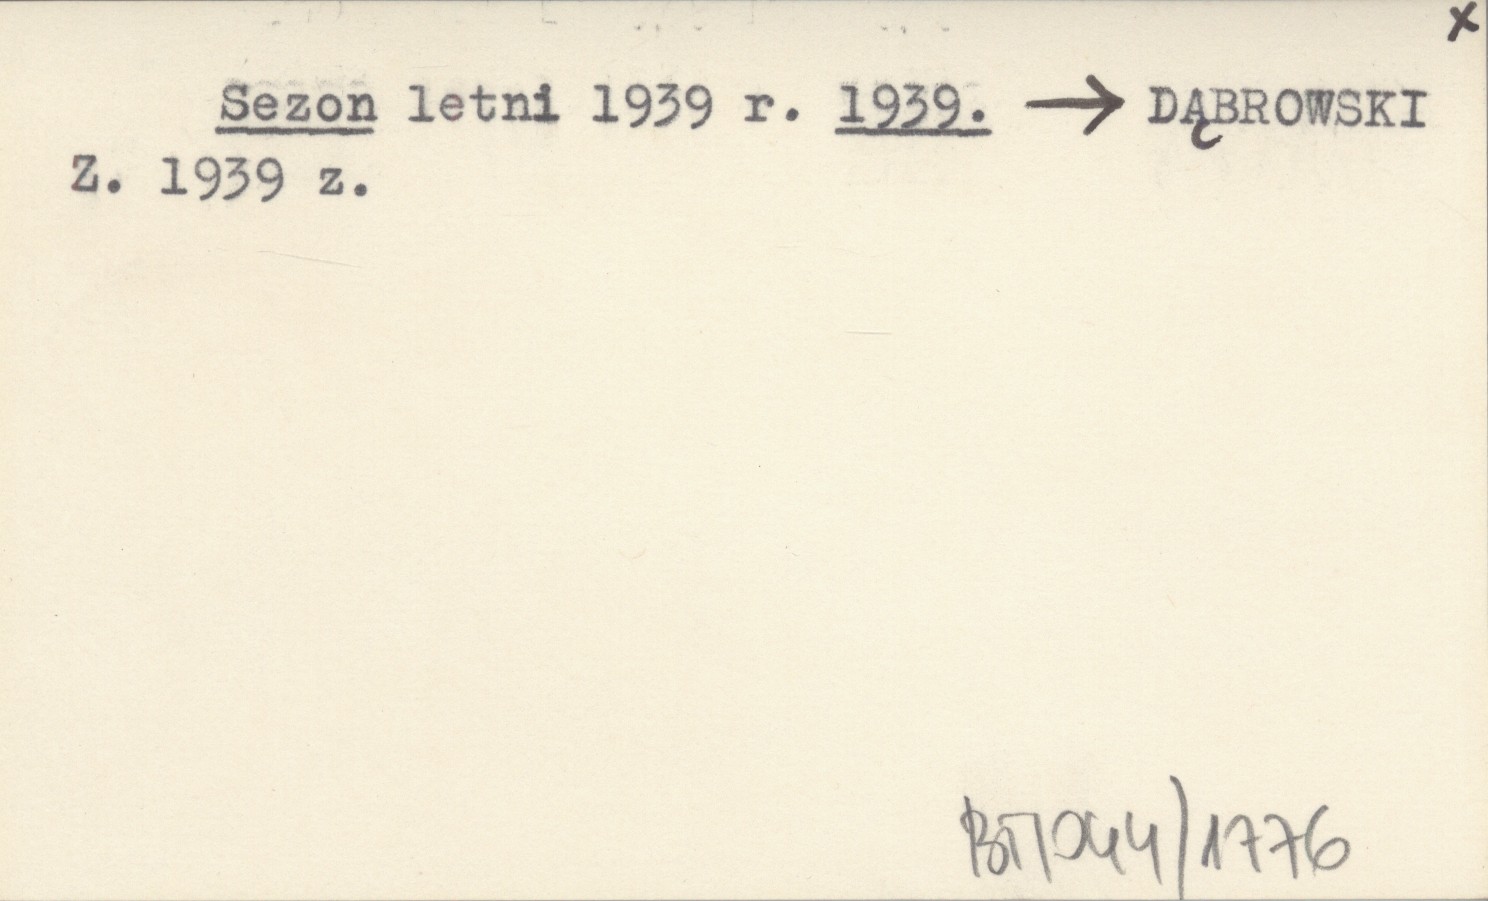 x
Sezon letni 1939 r. 1939. → DĄBROWSKI
Z. 1939 z.
BT/044/1776